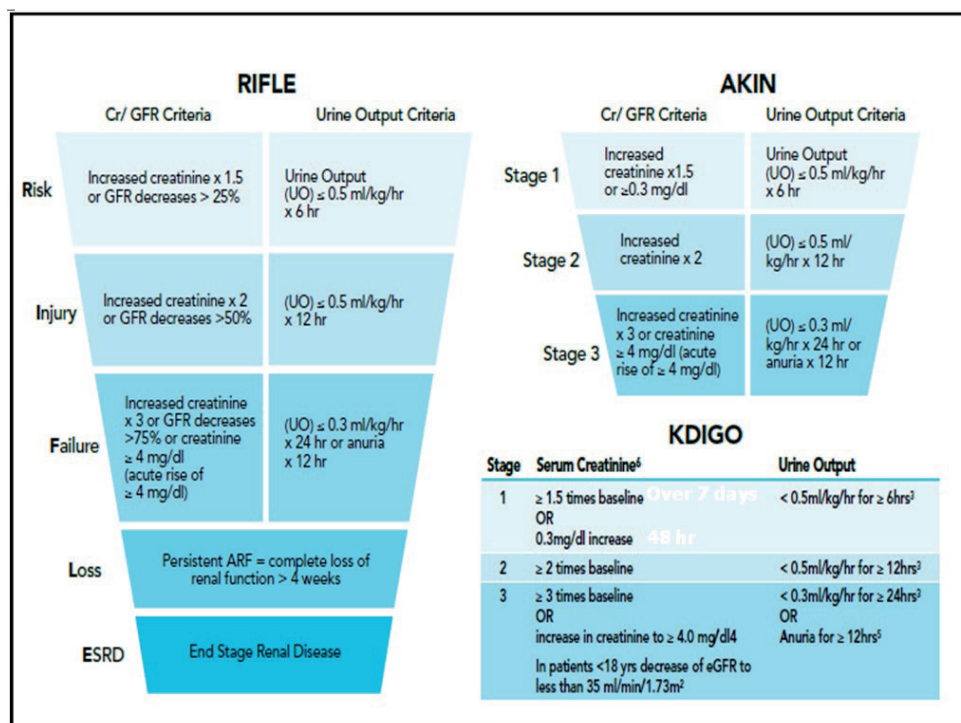 RIFLE
Cr/ GFR Criteria
Urine Output Criteria
Risk
Increased creatinine x 1.5
or GFR decreases > 25%
Urine Output
(UO) ≤ 0.5 ml/kg/hr
x 6 hr
Injury
Increased creatinine x 2
or GFR decreases >50%
(UO) ≤ 0.5 ml/kg/hr
x 12 hr
Failure
Increased creatinine
x 3 or GFR decreases
>75% or creatinine
≥ 4 mg/dl
(acute rise of
≥ 4 mg/dl)
(UO) ≤ 0.3 ml/kg/hr
x 24 hr or anuria
x 12 hr
Loss
Persistent ARF = complete loss of
renal function > 4 weeks
ESRD
End Stage Renal Disease
AKIN
Cr/ GFR Criteria
Urine Output Criteria
Stage 1
Increased
creatinine x1.5
or ≥0.3 mg/dl
Urine Output
(UO) ≤ 0.5 ml/kg/hr
x 6 hr
Stage 2
Increased
creatinine x 2
(UO) ≤ 0.5 ml/
kg/hr x 12 hr
Stage 3
Increased creatinine
x 3 or creatinine
≥ 4 mg/dl (acute
rise of ≥ 4 mg/dl)
(UO) ≤ 0.3 ml/
kg/hr x 24 hr or
anuria x 12 hr
KDIGO
Stage Serum Creatinine⁶ Urine Output
1 ≥ 1.5 times baseline Over 7 days < 0.5ml/kg/hr for ≥ 6hrs³
OR
0.3mg/dl increase 48 hr
2 ≥ 2 times baseline < 0.5ml/kg/hr for ≥ 12hrs³
3 ≥ 3 times baseline < 0.3ml/kg/hr for ≥ 24hrs³
OR OR
increase in creatinine to ≥ 4.0 mg/dl4 Anuria for ≥ 12hrs⁵
In patients <18 yrs decrease of eGFR to
less than 35 ml/min/1.73m²